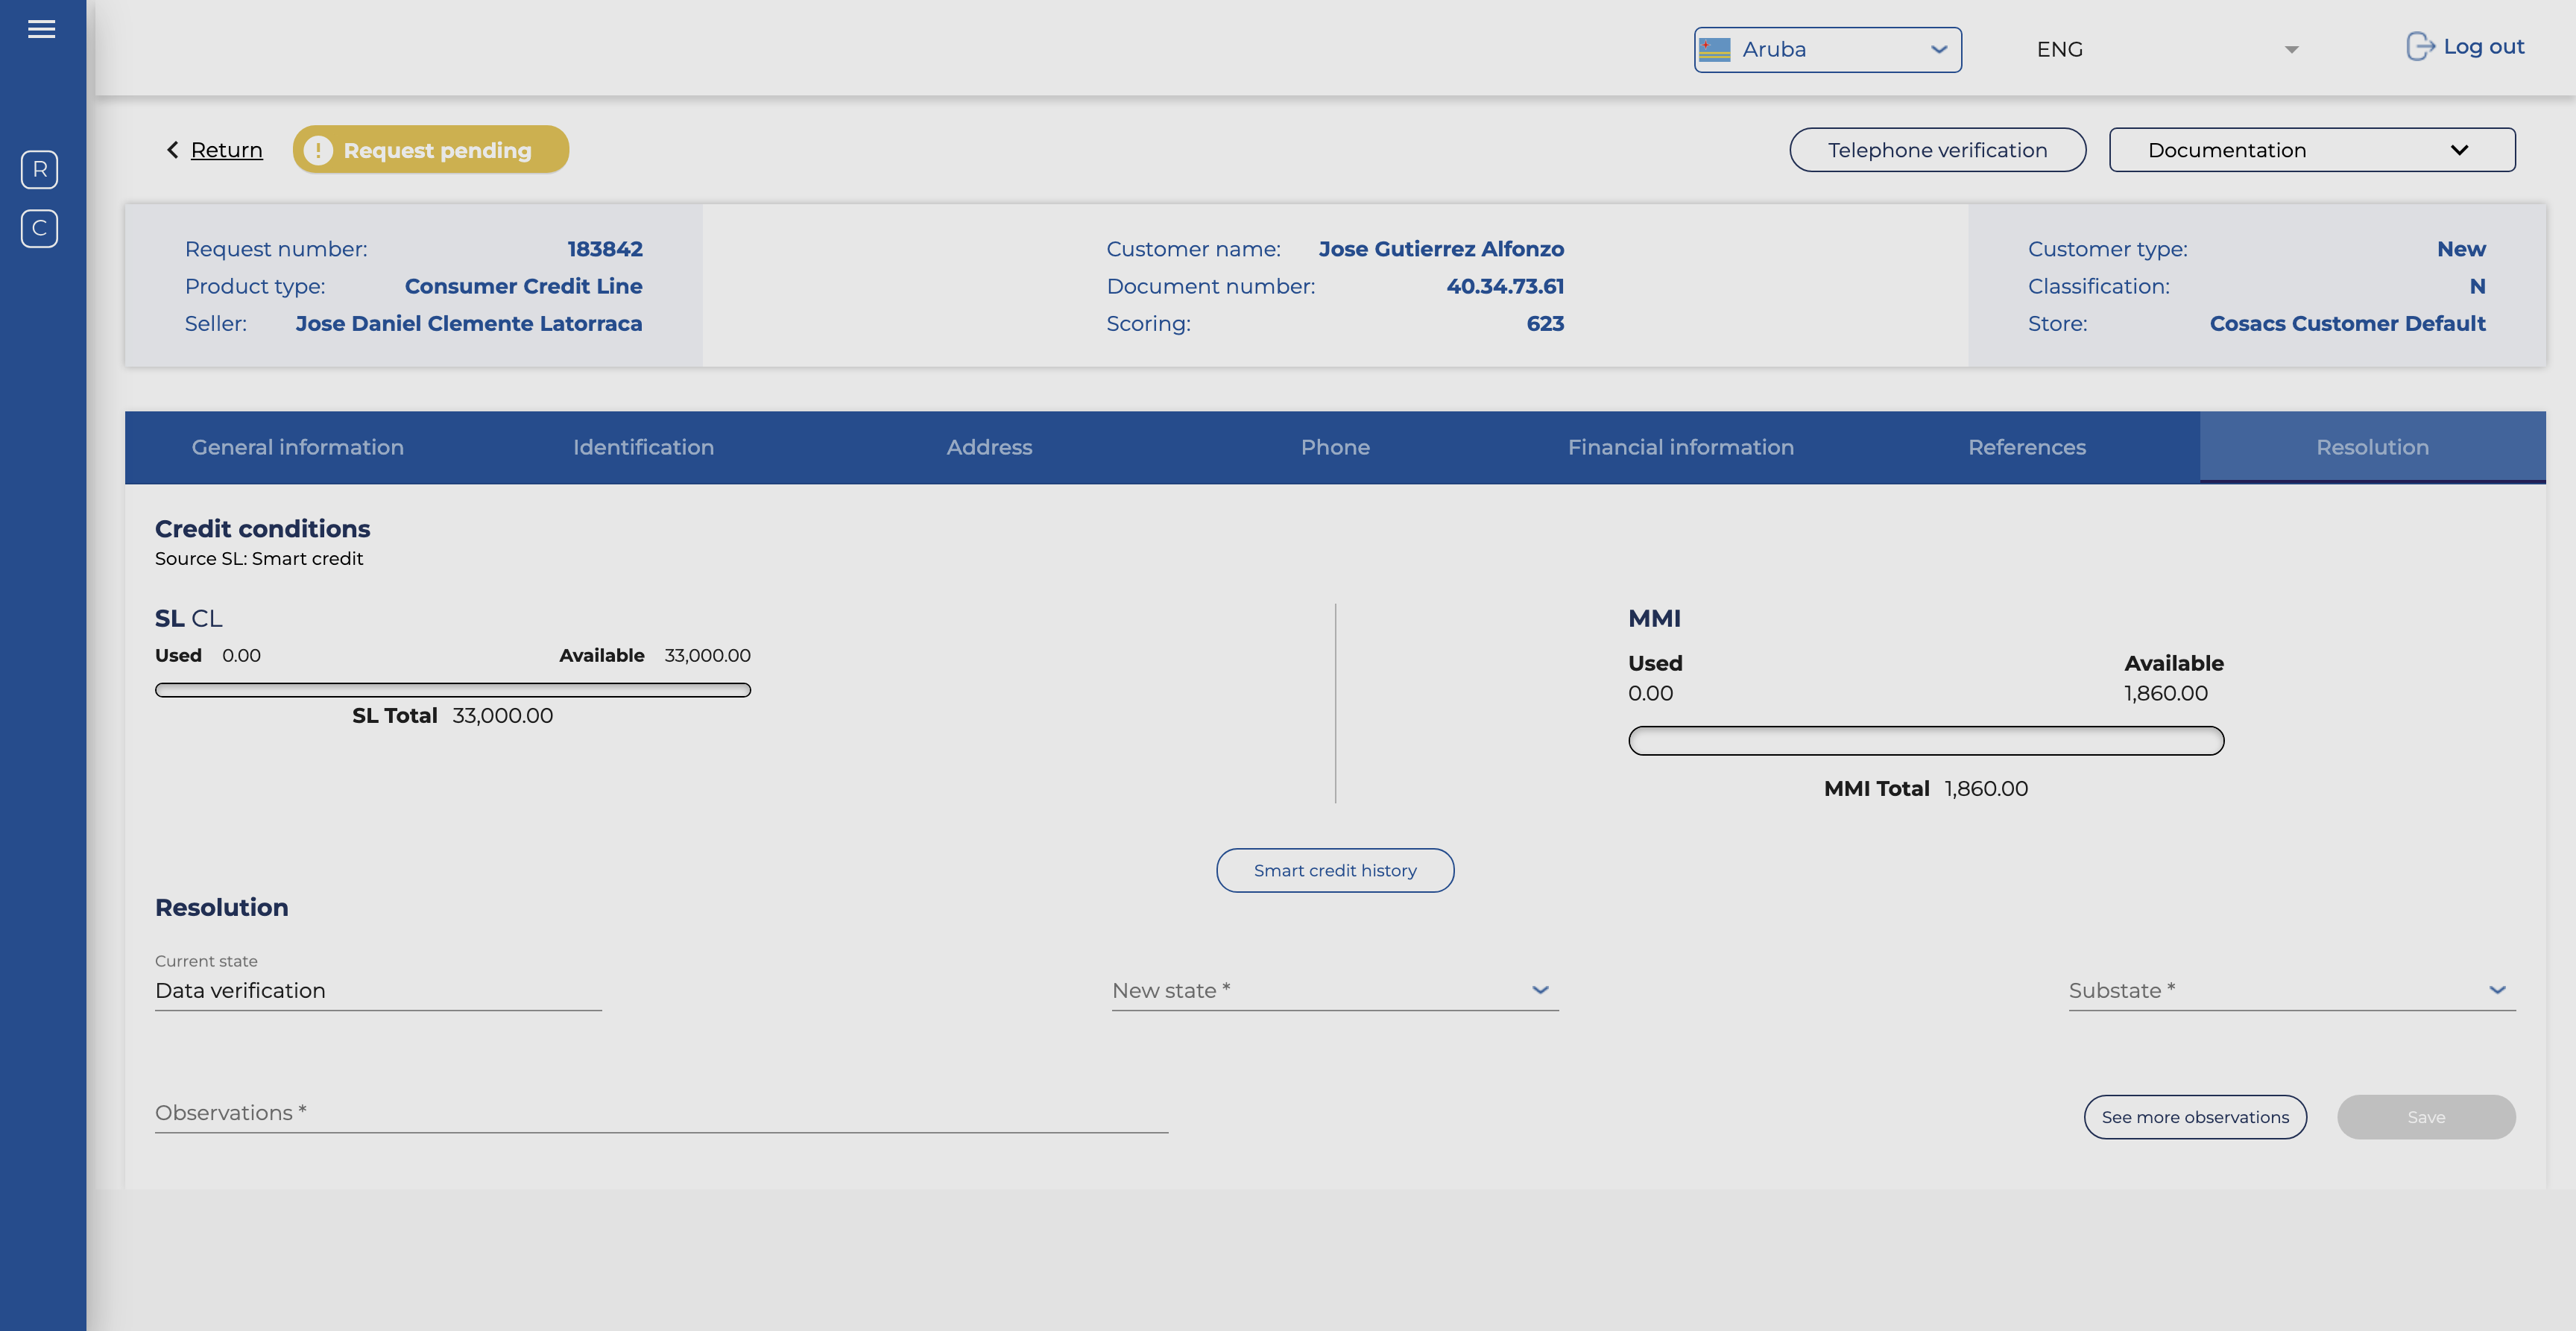 Aruba
ENG
Log out
R
C
Return
Request pending
Telephone verification
Documentation
Request number: 183842
Product type: Consumer Credit Line
Seller: Jose Daniel Clemente Latorraca
Customer name: Jose Gutierrez Alfonzo
Document number: 40.34.73.61
Scoring: 623
Customer type: New
Classification: N
Store: Cosacs Customer Default
General information
Identification
Address
Phone
Financial information
References
Resolution
Credit conditions
Source SL: Smart credit
SL CL
Used 0.00 Available 33,000.00
SL Total 33,000.00
MMI
Used Available
0.00 1,860.00
MMI Total 1,860.00
Smart credit history
Resolution
Current state
Data verification
New state *
Substate *
Observations *
See more observations
Save